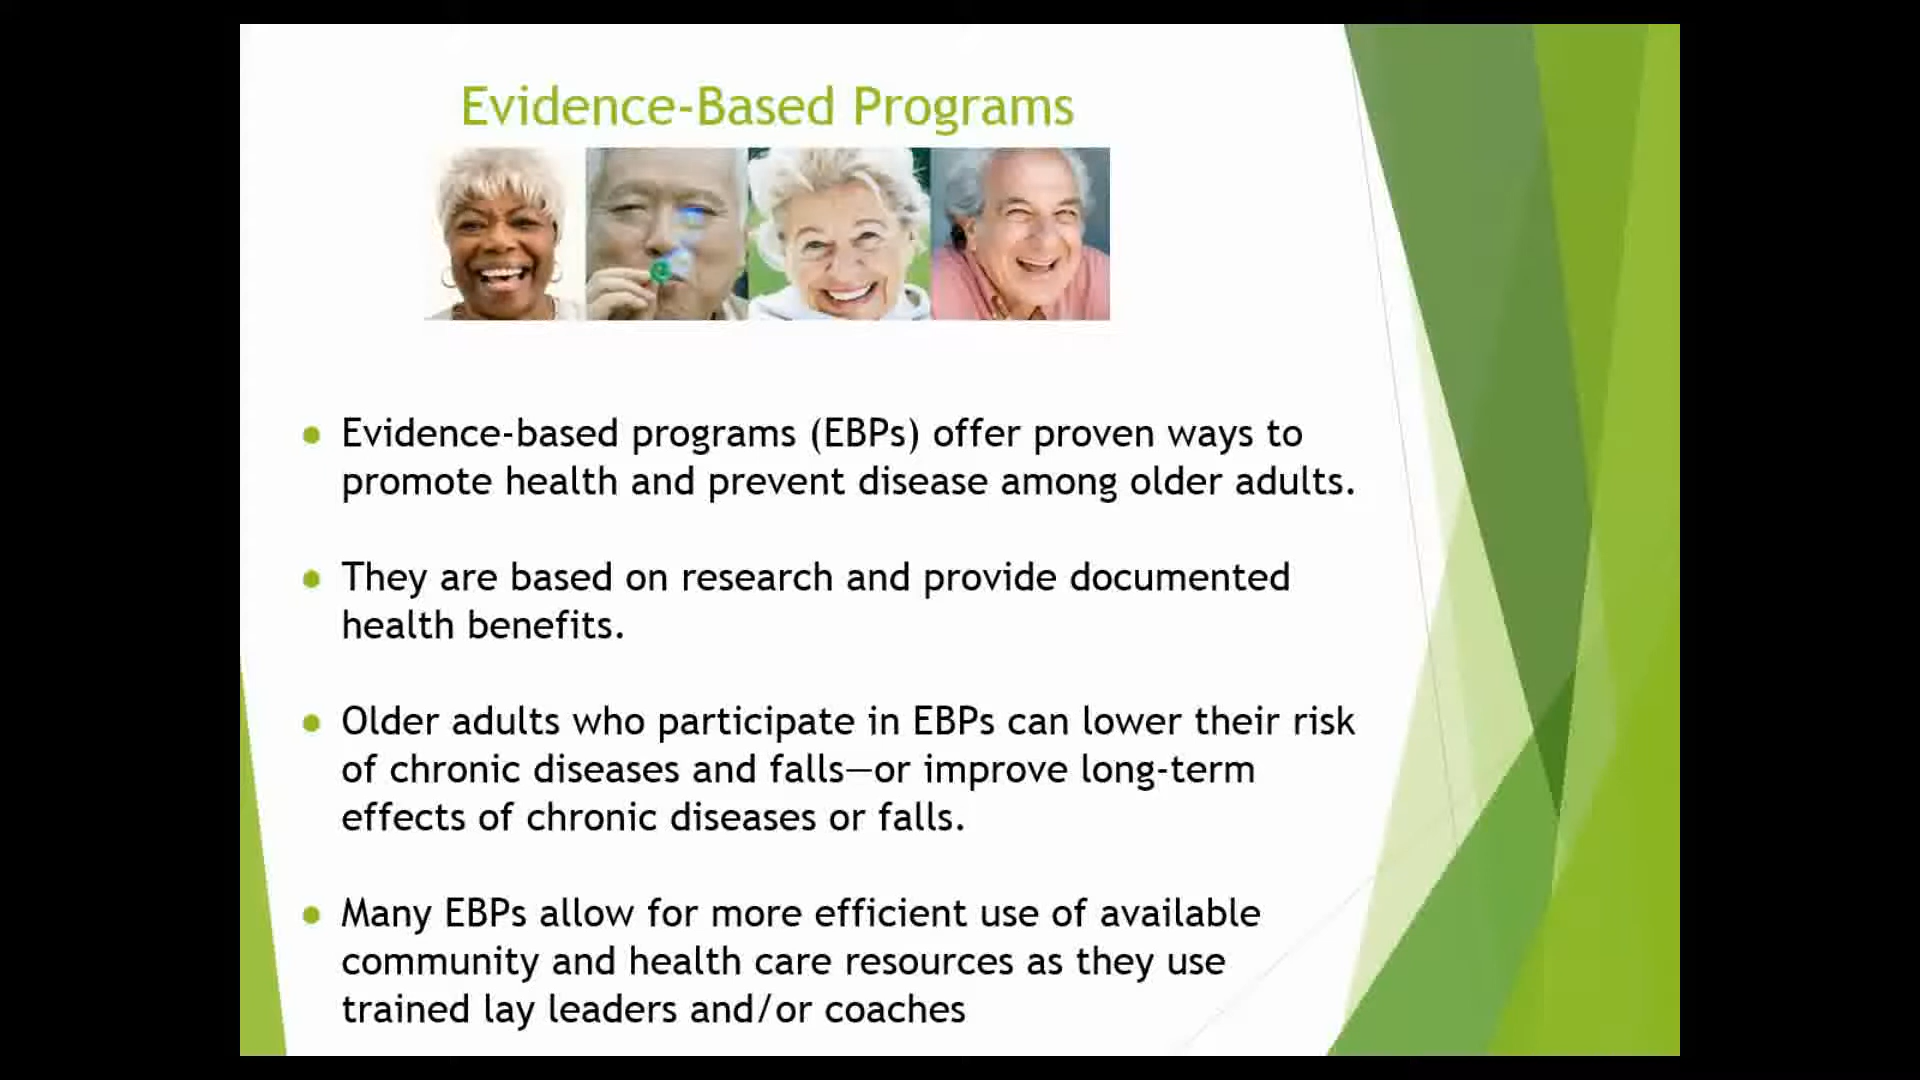 Evidence-Based Programs
Evidence-based programs (EBPs) offer proven ways to
promote health and prevent disease among older adults.
They are based on research and provide documented
health benefits.
Older adults who participate in EBPs can lower their risk
of chronic diseases and falls—or improve long-term
effects of chronic diseases or falls.
Many EBPs allow for more efficient use of available
community and health care resources as they use
trained lay leaders and/or coaches